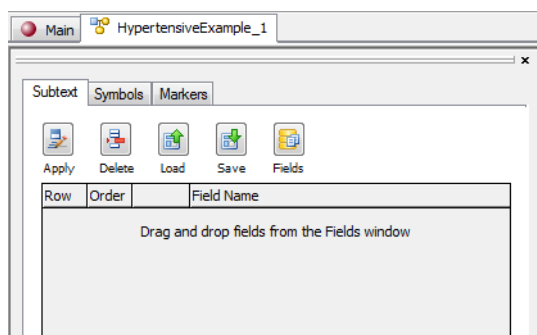 Main HypertensiveExample_1
x
Subtext Symbols Markers
Apply Delete Load Save Fields
Row Order Field Name
Drag and drop fields from the Fields window